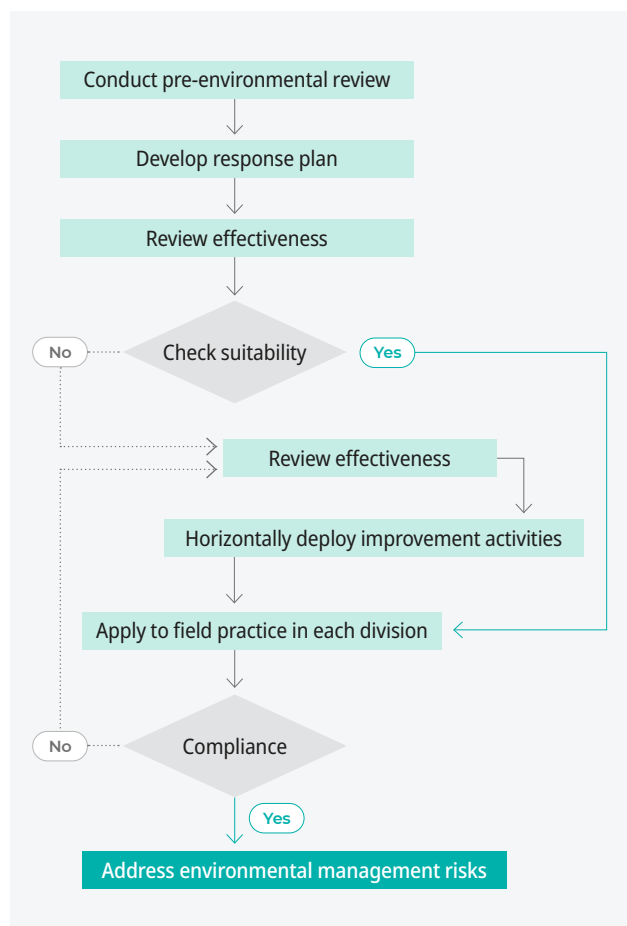 Conduct pre-environmental review
Develop response plan
Review effectiveness
Check suitability
No
Yes
Review effectiveness
Horizontally deploy improvement activities
Apply to field practice in each division
Compliance
No
Yes
Address environmental management risks